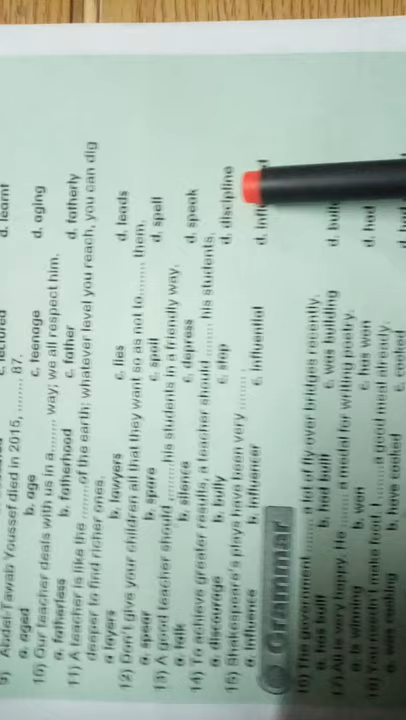 d. learnt
9) Abdel-Tawab Youssef died in 2015, ........ 87.
a. aged b. age c. teenage d. aging
10) Our teacher deals with us in a ........ way; we all respect him.
a. fatherless b. fatherhood c. father d. fatherly
11) A teacher is like the ........ of the earth; whatever level you reach, you can dig
deeper to find richer ones.
a layers b. lawyers c. lies d. loads
12) Don't give your children all that they want so as not to ........ them.
a. spear b. spare c. spoil d. spell
13) A good teacher should ........ his students in a friendly way.
a. talk b. silence c. depress d. speak
14) To achieve greater results, a teacher should ........ his students.
a. discourage b. bully c. stop d. discipline
15) Shakespeare's plays have been very ........ .
a. influence b. influencer c. influential
Grammar
16) The government ........ a lot of fly over bridges recently.
a. has built b. had built c. was building
17) Ali is very happy. He ........ a medal for writing poetry.
a. is winning b. won c. has won d. had
18) You needn't make food. I ........ a good meal already.
a. was cooking b. have cooked c. cooked